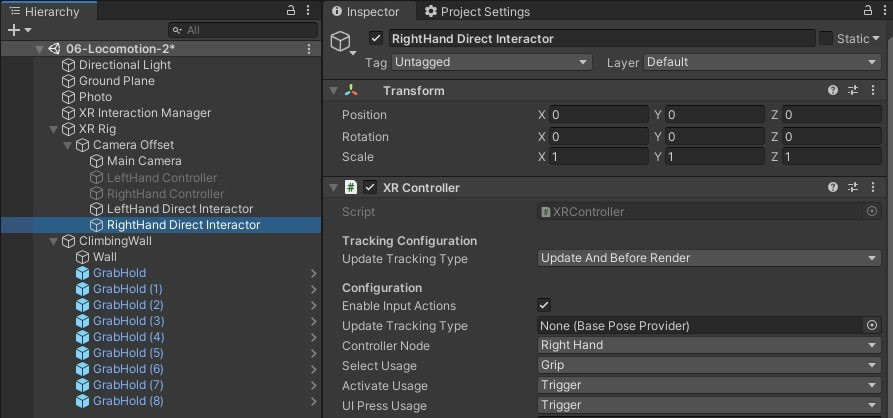 Hierarchy
All
06-Locomotion-2*
Directional Light
Ground Plane
Photo
XR Interaction Manager
XR Rig
Camera Offset
Main Camera
LeftHand Controller
RightHand Controller
LeftHand Direct Interactor
RightHand Direct Interactor
ClimbingWall
Wall
GrabHold
GrabHold (1)
GrabHold (2)
GrabHold (3)
GrabHold (4)
GrabHold (5)
GrabHold (6)
GrabHold (7)
GrabHold (8)
Inspector Project Settings
RightHand Direct Interactor Static
Tag Untagged Layer Default
Transform
Position X 0 Y 0 Z 0
Rotation X 0 Y 0 Z 0
Scale X 1 Y 1 Z 1
# XR Controller
Script XRController
Tracking Configuration
Update Tracking Type Update And Before Render
Configuration
Enable Input Actions
Update Tracking Type None (Base Pose Provider)
Controller Node Right Hand
Select Usage Grip
Activate Usage Trigger
UI Press Usage Trigger